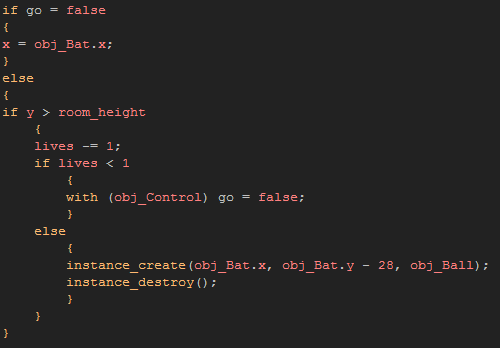 if go = false
{
x = obj_Bat.x;
}
else
{
if y > room_height
{
lives -= 1;
if lives < 1
{
with (obj_Control) go = false;
}
else
{
instance_create(obj_Bat.x, obj_Bat.y - 28, obj_Ball);
instance_destroy();
}
}
}